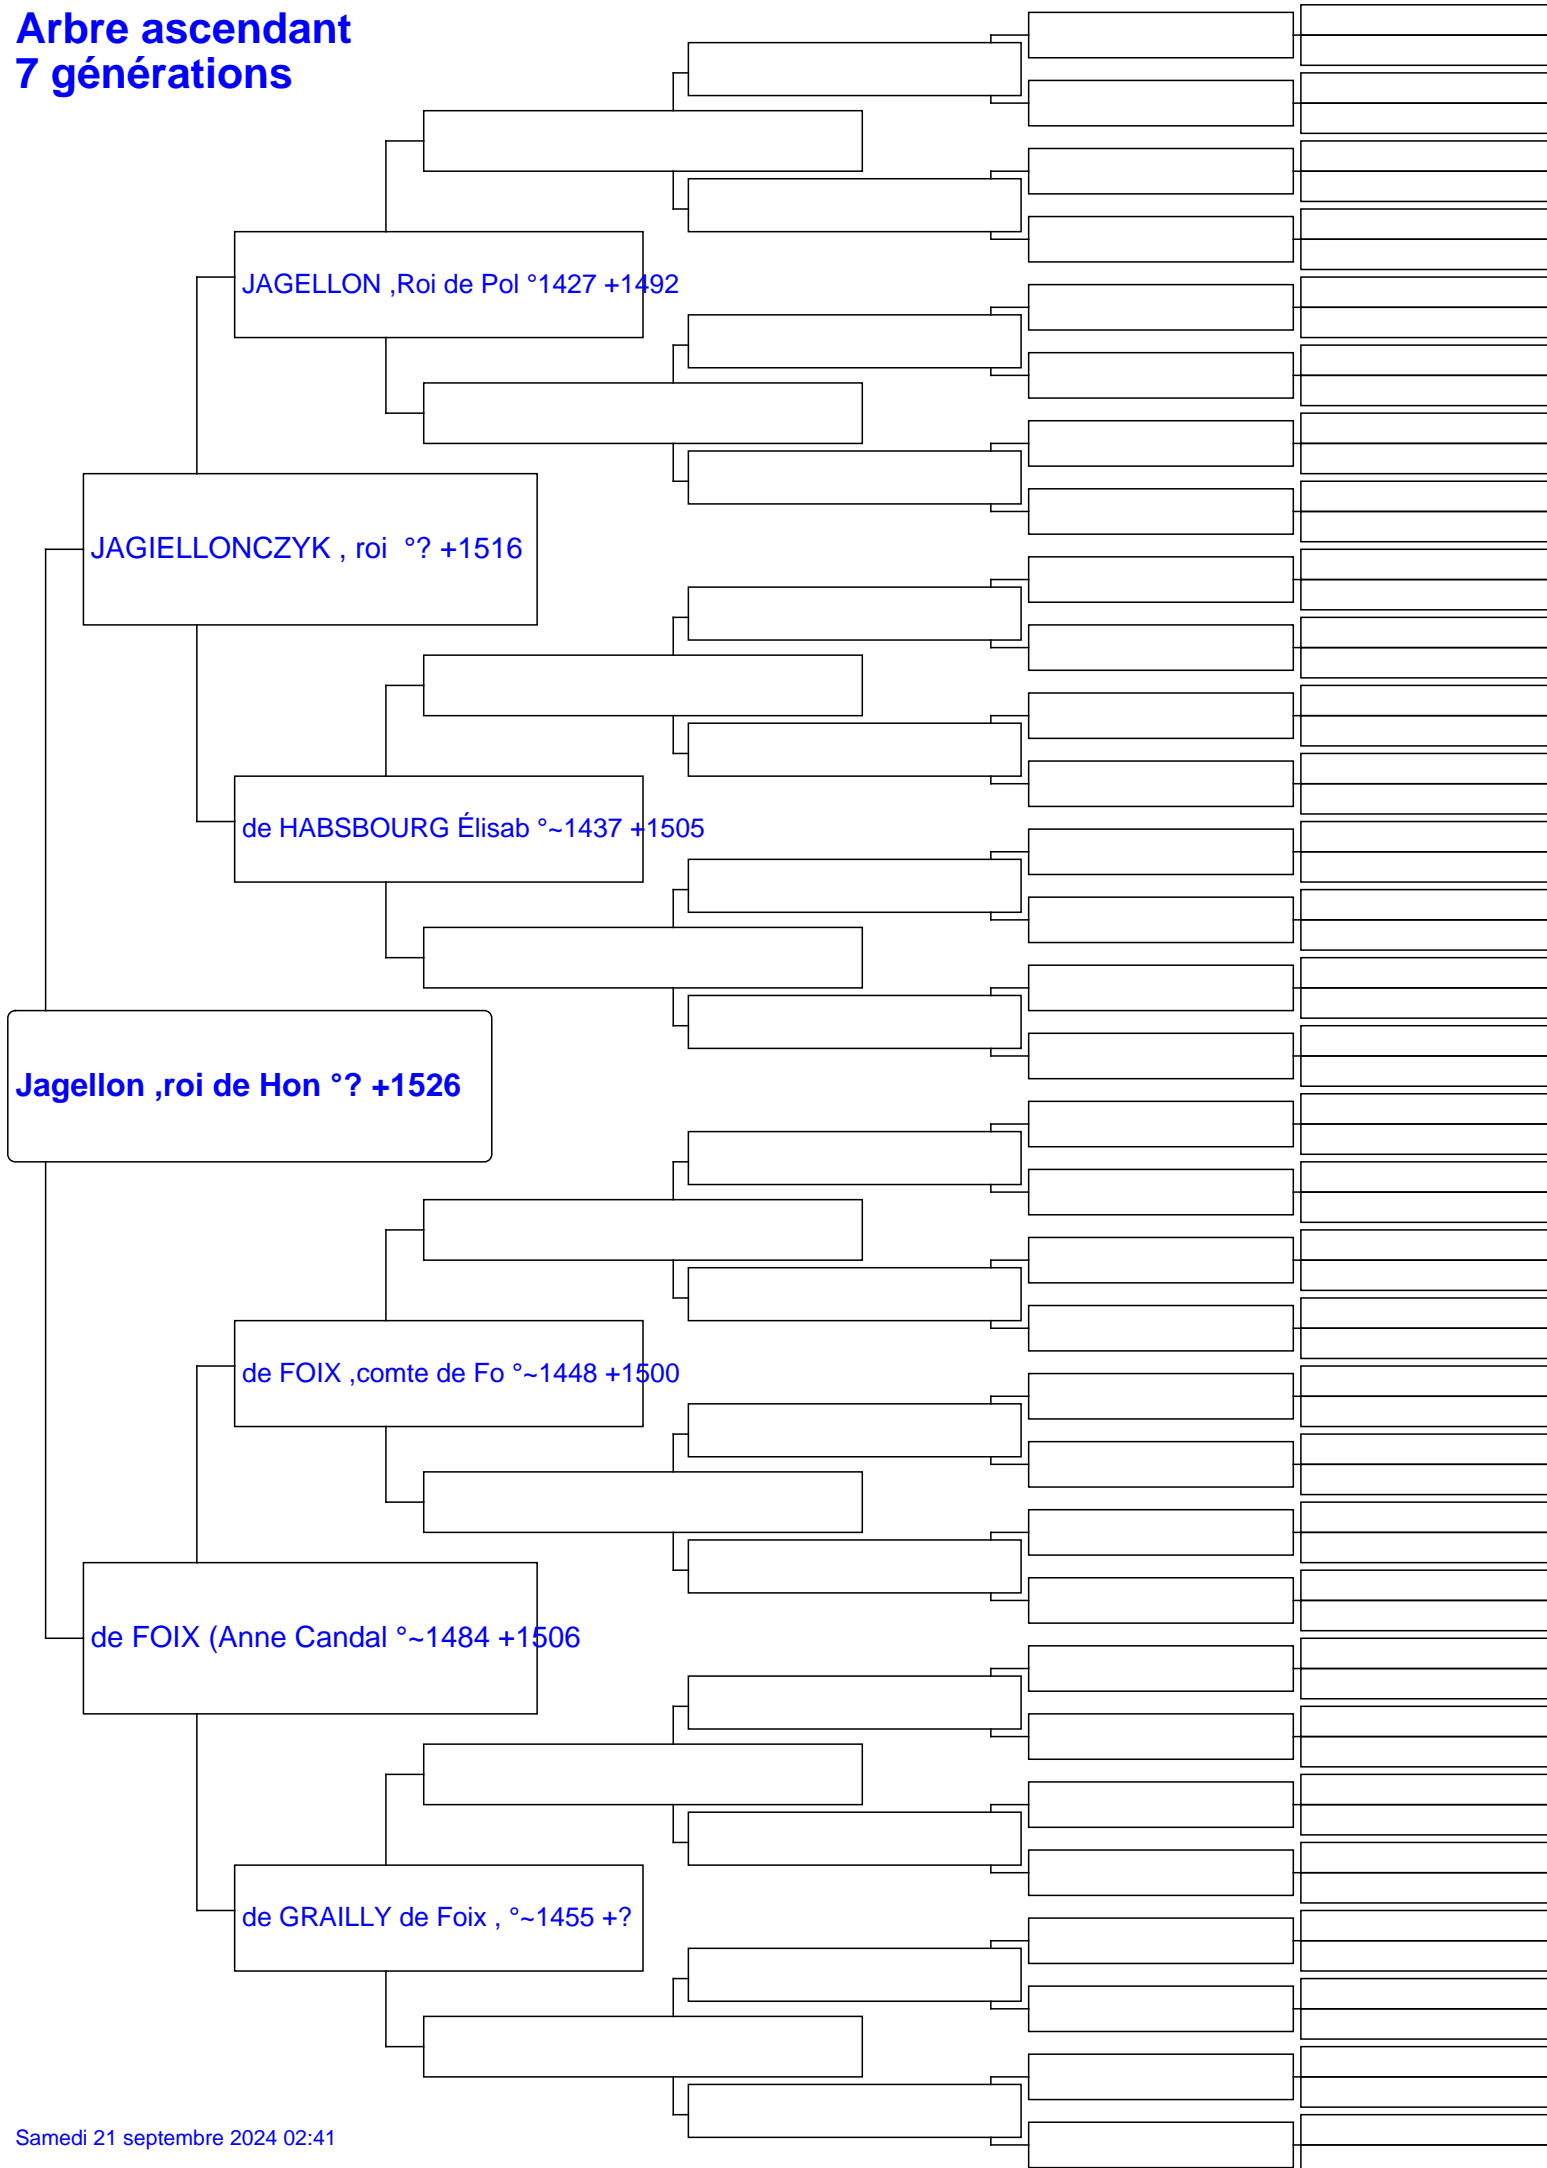 Arbre ascendant
7 générations
JAGELLON ,Roi de Pol °1427 +1492
JAGIELLONCZYK , roi  °? +1516
de HABSBOURG Élisab °~1437 +1505
Jagellon ,roi de Hon °? +1526
de FOIX ,comte de Fo °~1448 +1500
de FOIX (Anne Candal °~1484 +1506
de GRAILLY de Foix , °~1455 +?
Samedi 21 septembre 2024 02:41